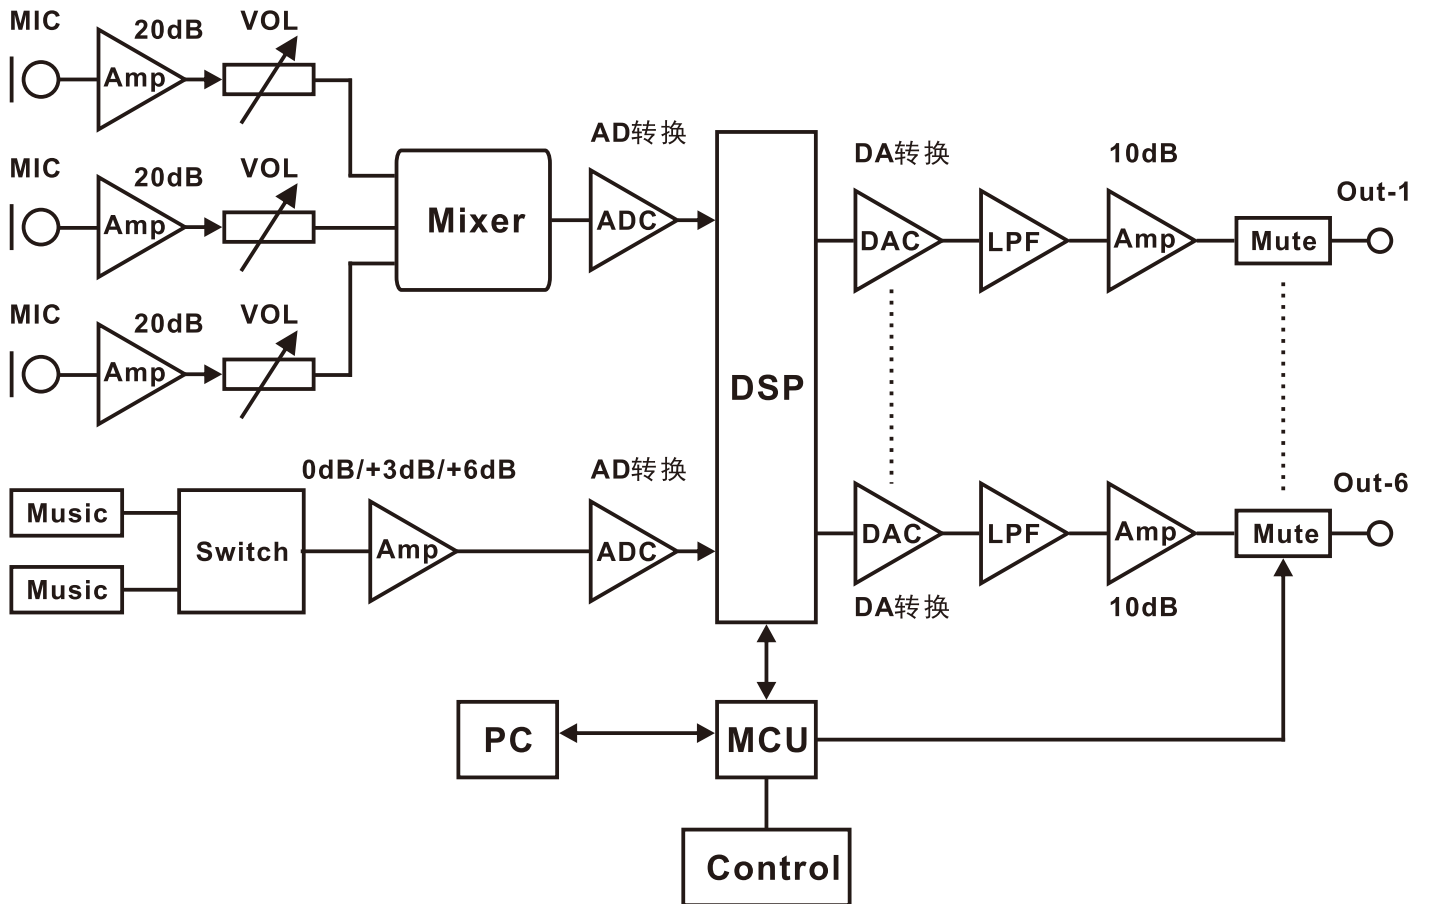 MIC
20dB
VOL
Amp
MIC
20dB
VOL
Amp
MIC
20dB
VOL
Amp
Mixer
AD转换
ADC
DSP
DA转换
DAC
LPF
10dB
Amp
Out-1
Mute
Music
Music
Switch
0dB/+3dB/+6dB
Amp
AD转换
ADC
DAC
DA转换
LPF
Amp
10dB
Out-6
Mute
PC
MCU
Control